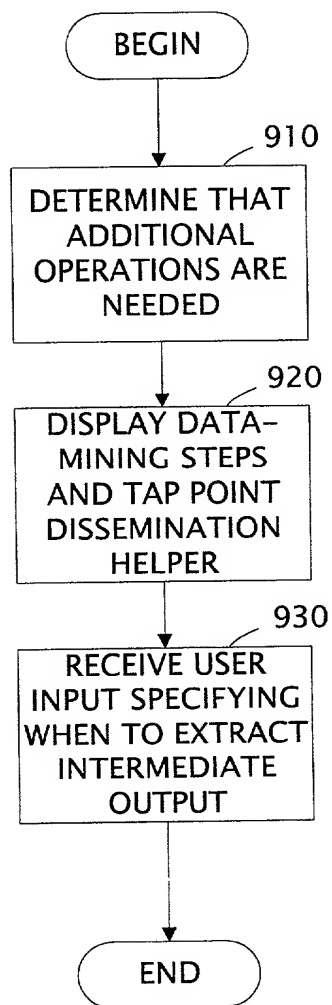 BEGIN
910
DETERMINE THAT
ADDITIONAL
OPERATIONS ARE
NEEDED
920
DISPLAY DATA-
MINING STEPS
AND TAP POINT
DISSEMINATION
HELPER
930
RECEIVE USER
INPUT SPECIFYING
WHEN TO EXTRACT
INTERMEDIATE
OUTPUT
END